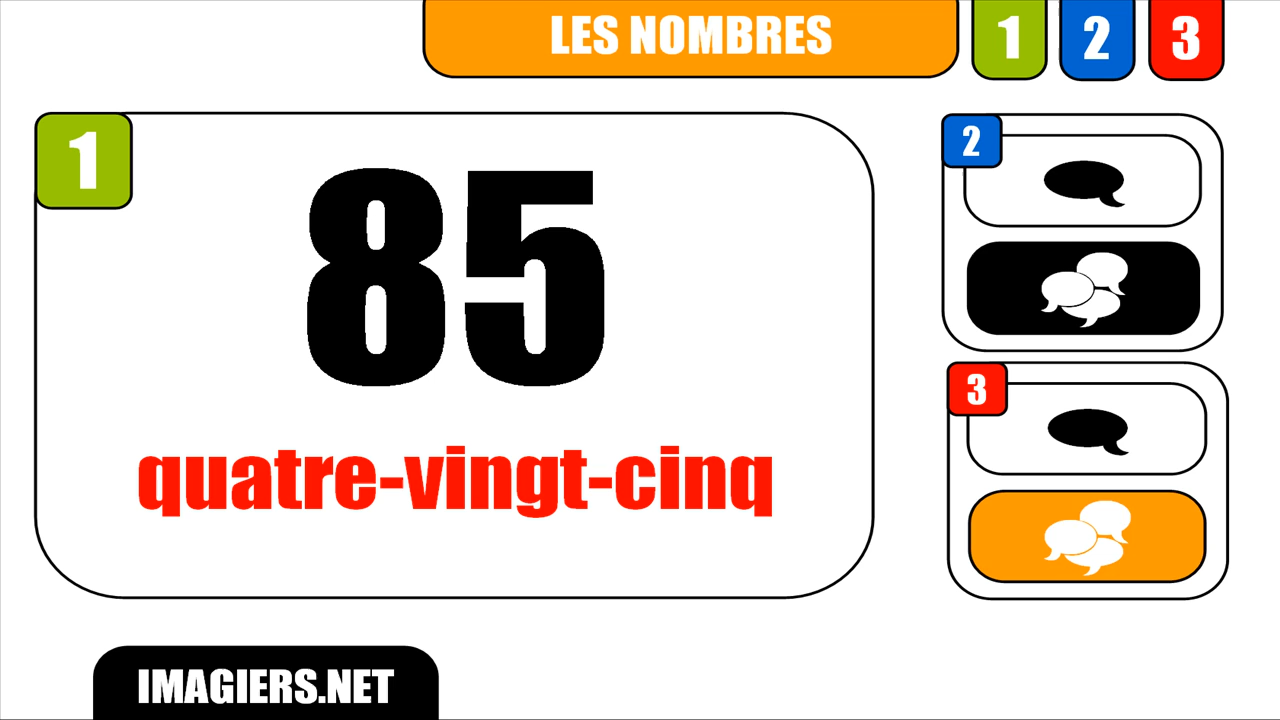 LES NOMBRES
1 2 3
1
85
quatre-vingt-cinq
2
3
IMAGIERS.NET